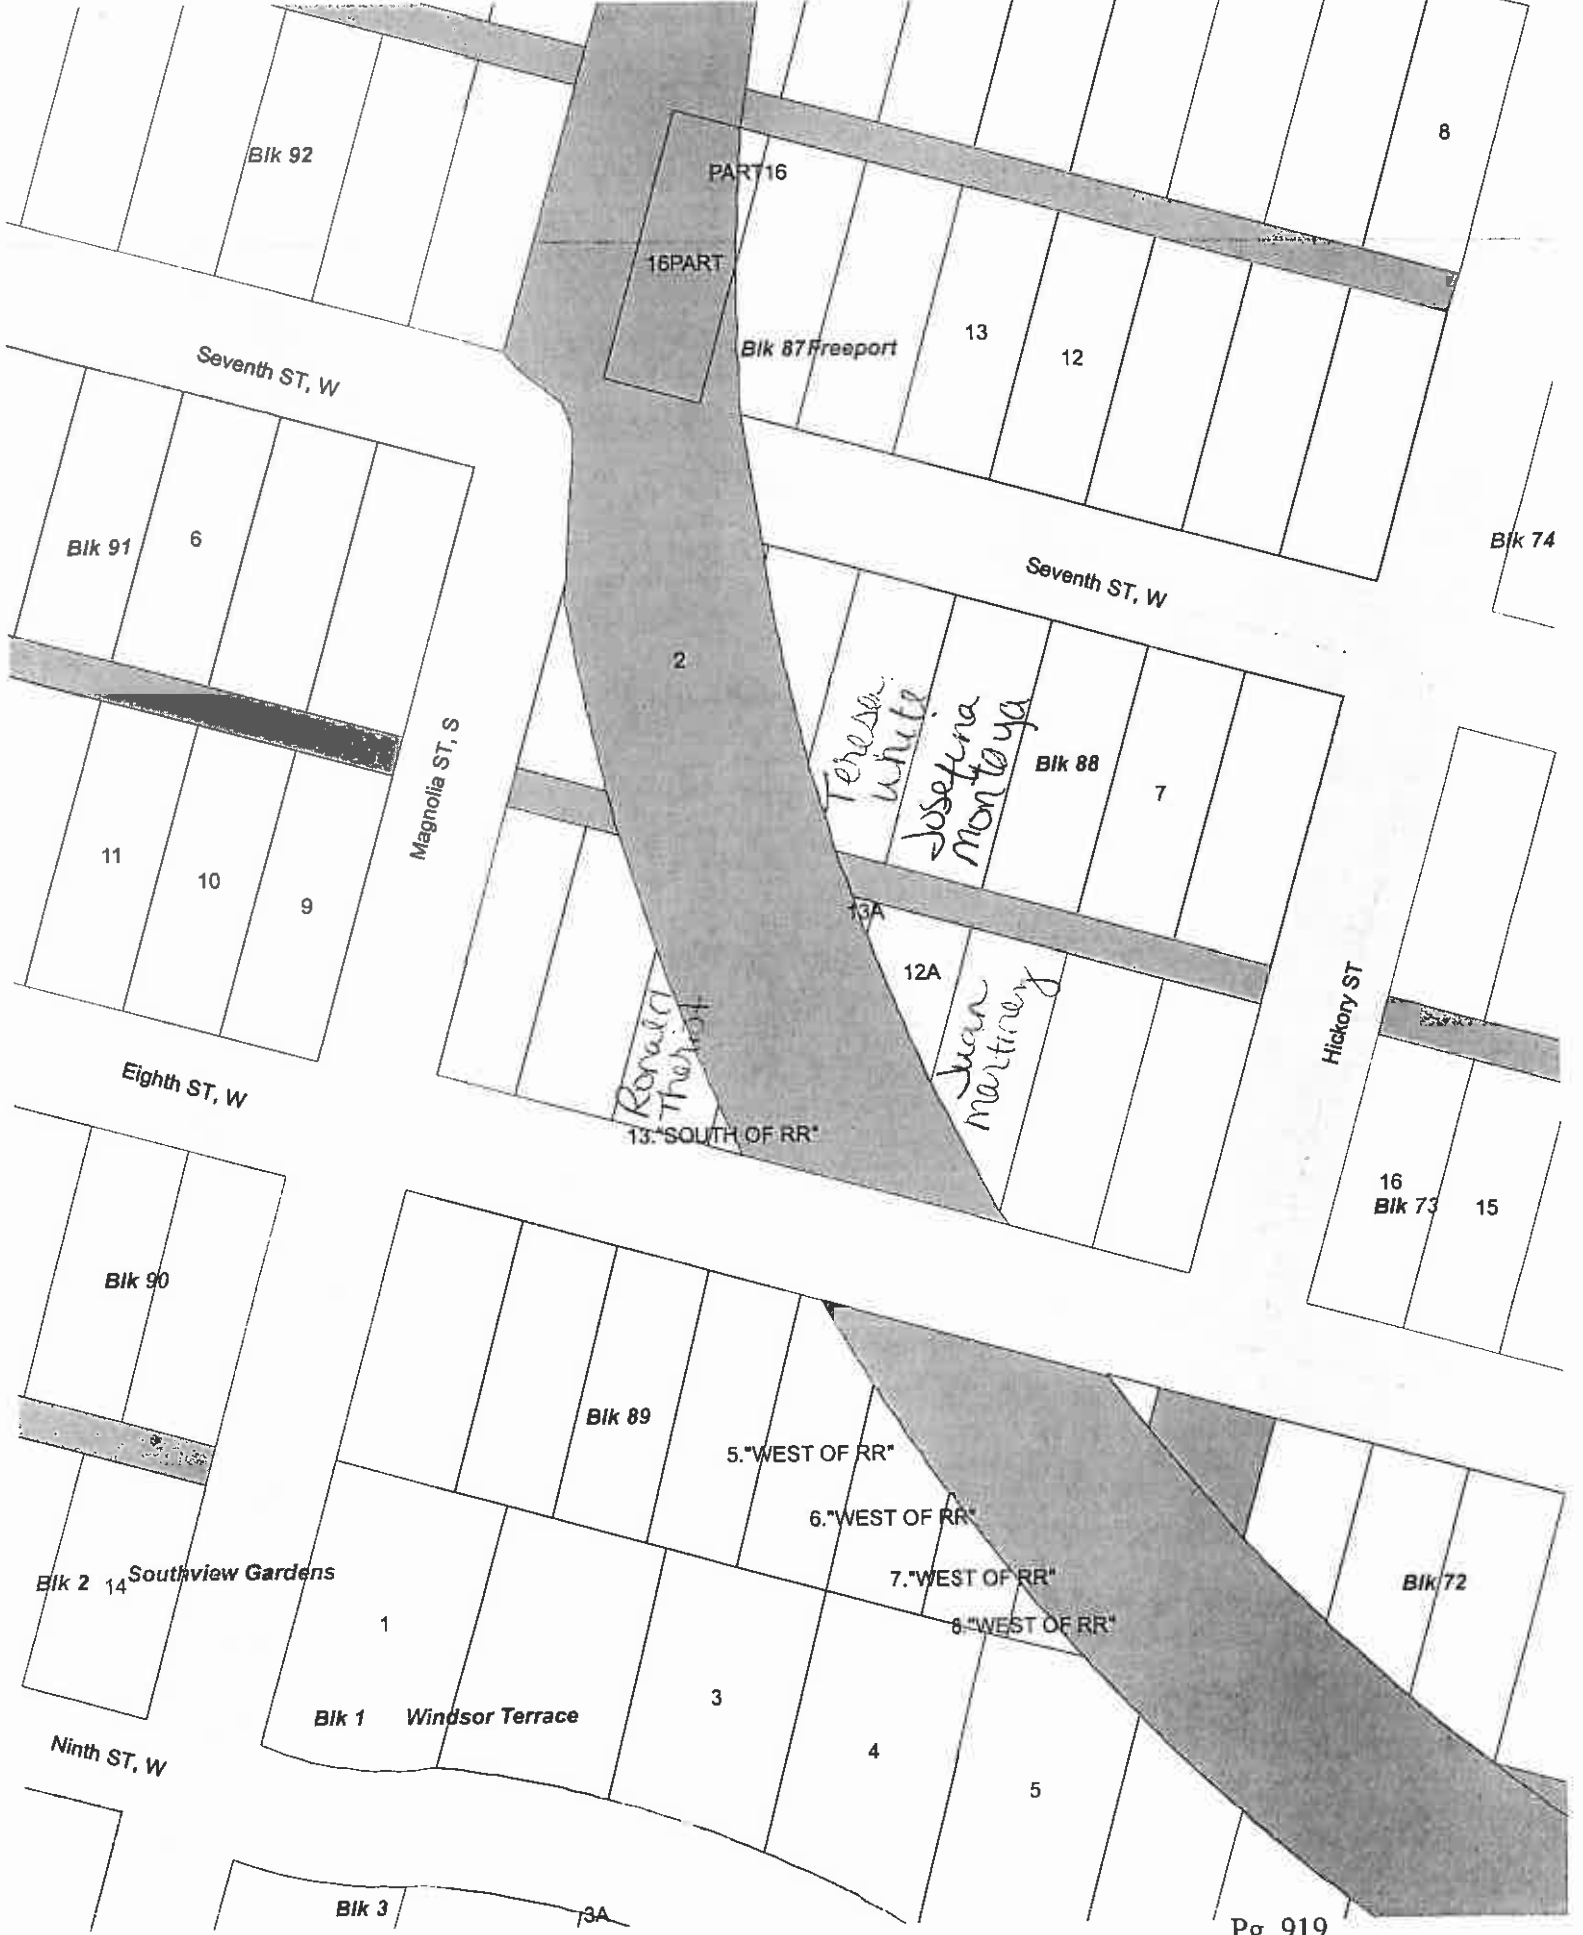 8
Blk 92
PART16
16PART
13
12
Blk 87 Freeport
Seventh ST, W
Blk 91
6
Blk 74
Seventh ST, W
2
Teresa
White
Josefina
Montoya
Blk 88
7
Magnolia ST, S
11
10
9
13A
12A
Juan
Martinez
Hickory ST
Ronald
Theriot
Eighth ST, W
13."SOUTH OF RR"
16
Blk 73
15
Blk 90
Blk 89
5."WEST OF RR"
6."WEST OF RR"
7."WEST OF RR"
8."WEST OF RR"
Blk 2
14
Southview Gardens
Blk 72
1
3
Blk 1
Windsor Terrace
4
Ninth ST, W
5
Blk 3
3A
Pg 919